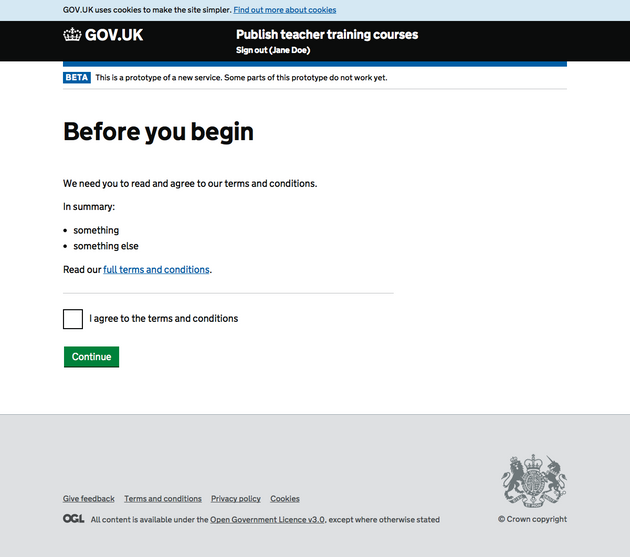 GOV.UK uses cookies to make the site simpler. Find out more about cookies
GOV.UK
Publish teacher training courses
Sign out (Jane Doe)
BETA This is a prototype of a new service. Some parts of this prototype do not work yet.
Before you begin
We need you to read and agree to our terms and conditions.
In summary:
• something
• something else
Read our full terms and conditions.
I agree to the terms and conditions
Continue
Give feedback Terms and conditions Privacy policy Cookies
OGL All content is available under the Open Government Licence v3.0, except where otherwise stated
© Crown copyright